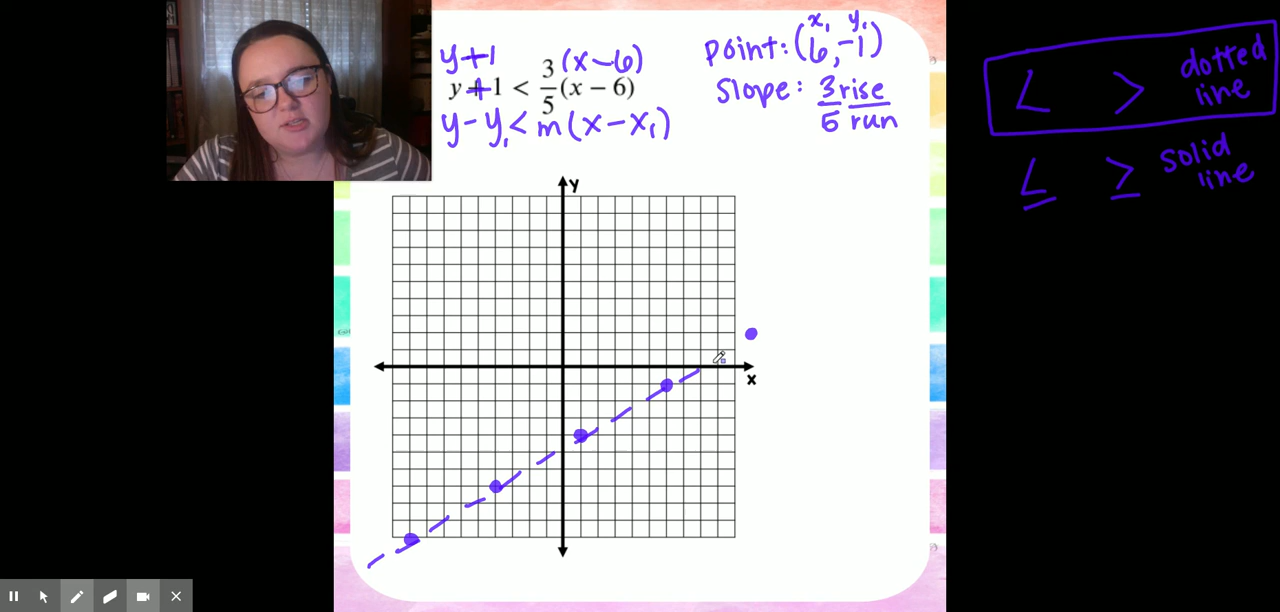 y+1 (x-6)
y + 1 < 3/5 (x − 6)
y - y₁ < m (x - x₁)
x₁ y₁
point: (6, -1)
Slope: 3/5 rise/run
< > dotted line
≤ ≥ solid line
y
x